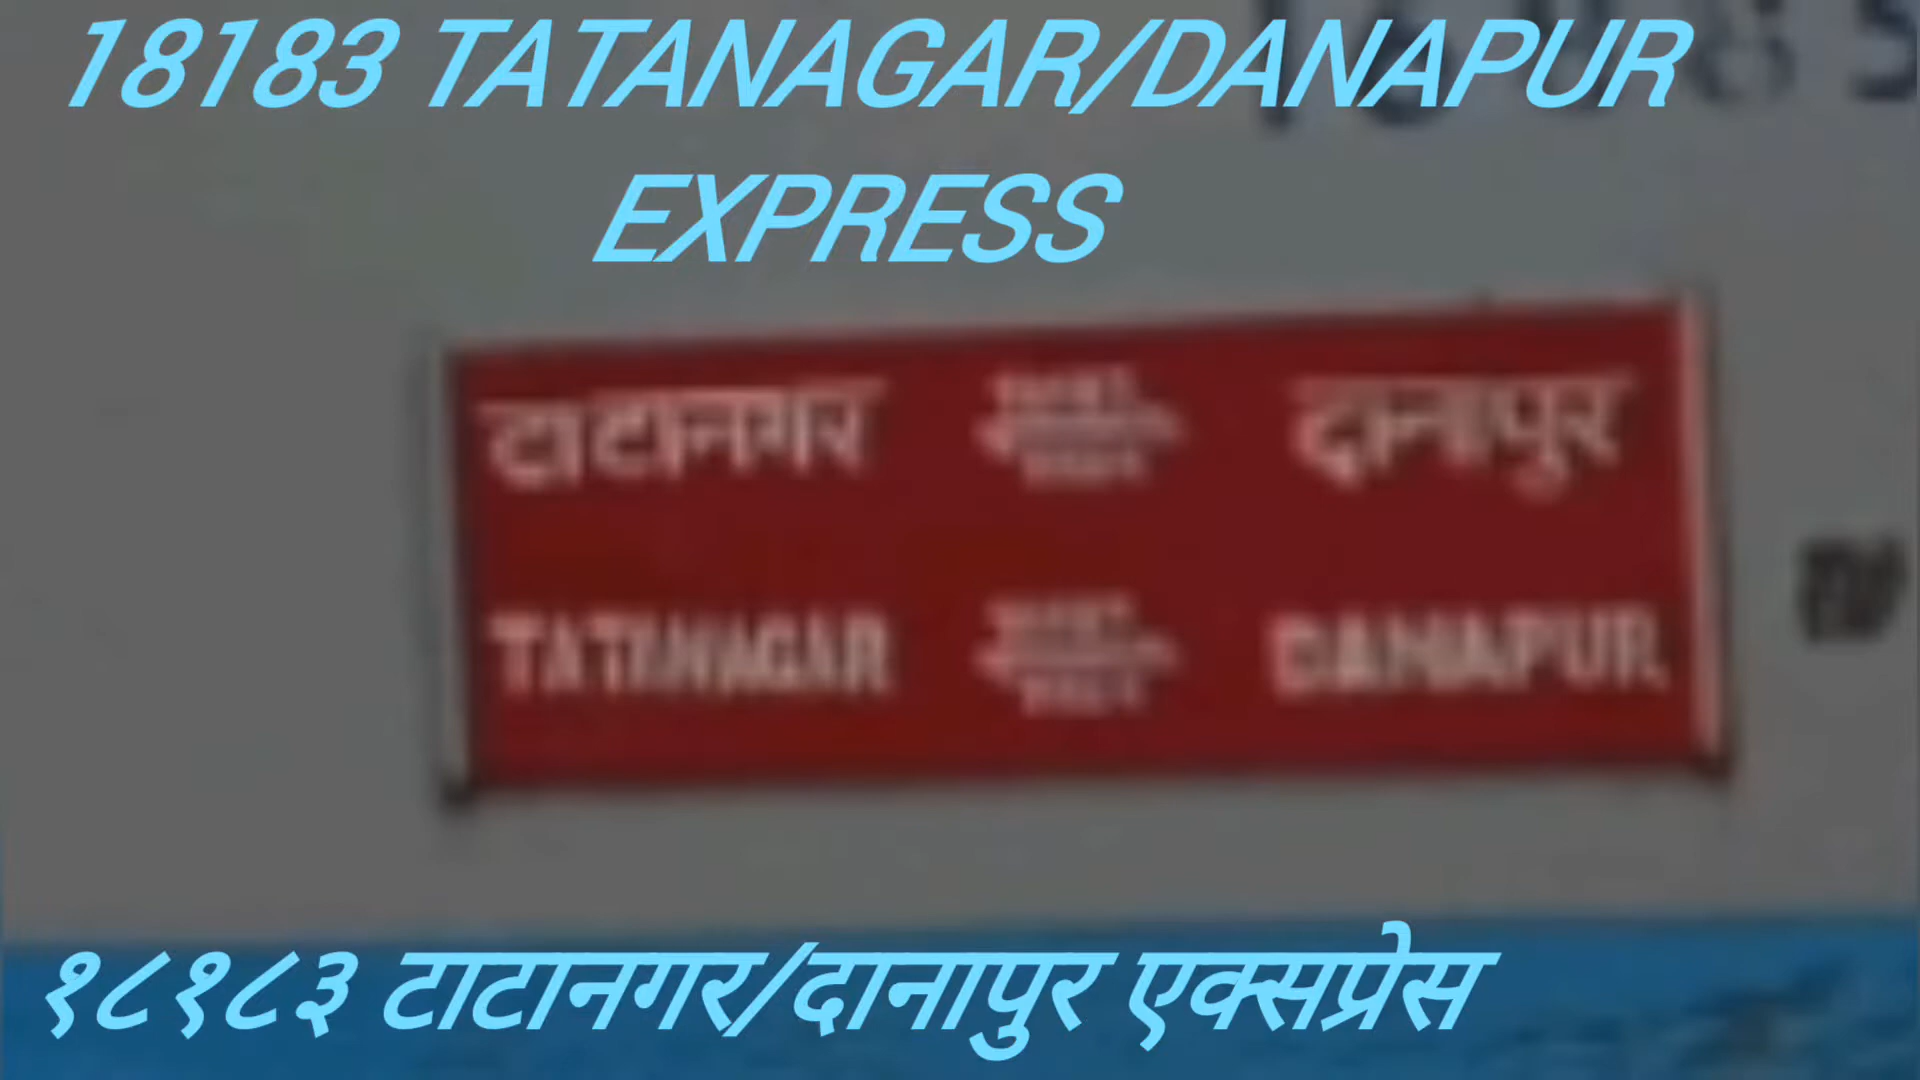 18183 TATANAGAR/DANAPUR
EXPRESS
टाटानगर दानापुर
TATANAGAR DANAPUR
१८१८३ टाटानगर/दानापुर एक्सप्रेस